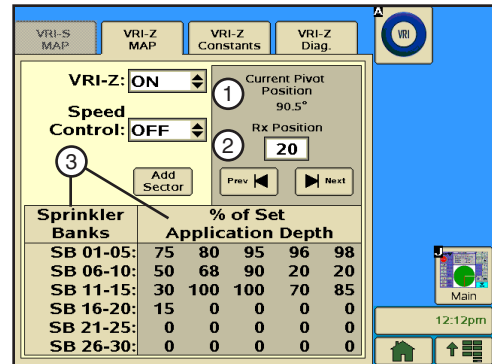 VRI-S MAP
VRI-Z MAP
VRI-Z Constants
VRI-Z Diag.
A
VRI
VRI-Z: ON
Speed Control: OFF
1
Current Pivot Position
90.5°
2
Rx Position
20
3
Add Sector
Prev
Next
Sprinkler Banks
% of Set Application Depth
SB 01-05: 75 80 95 96 98
SB 06-10: 50 68 90 20 20
SB 11-15: 30 100 100 70 85
SB 16-20: 15 0 0 0 0
SB 21-25: 0 0 0 0 0
SB 26-30: 0 0 0 0 0
J
Main
12:12pm